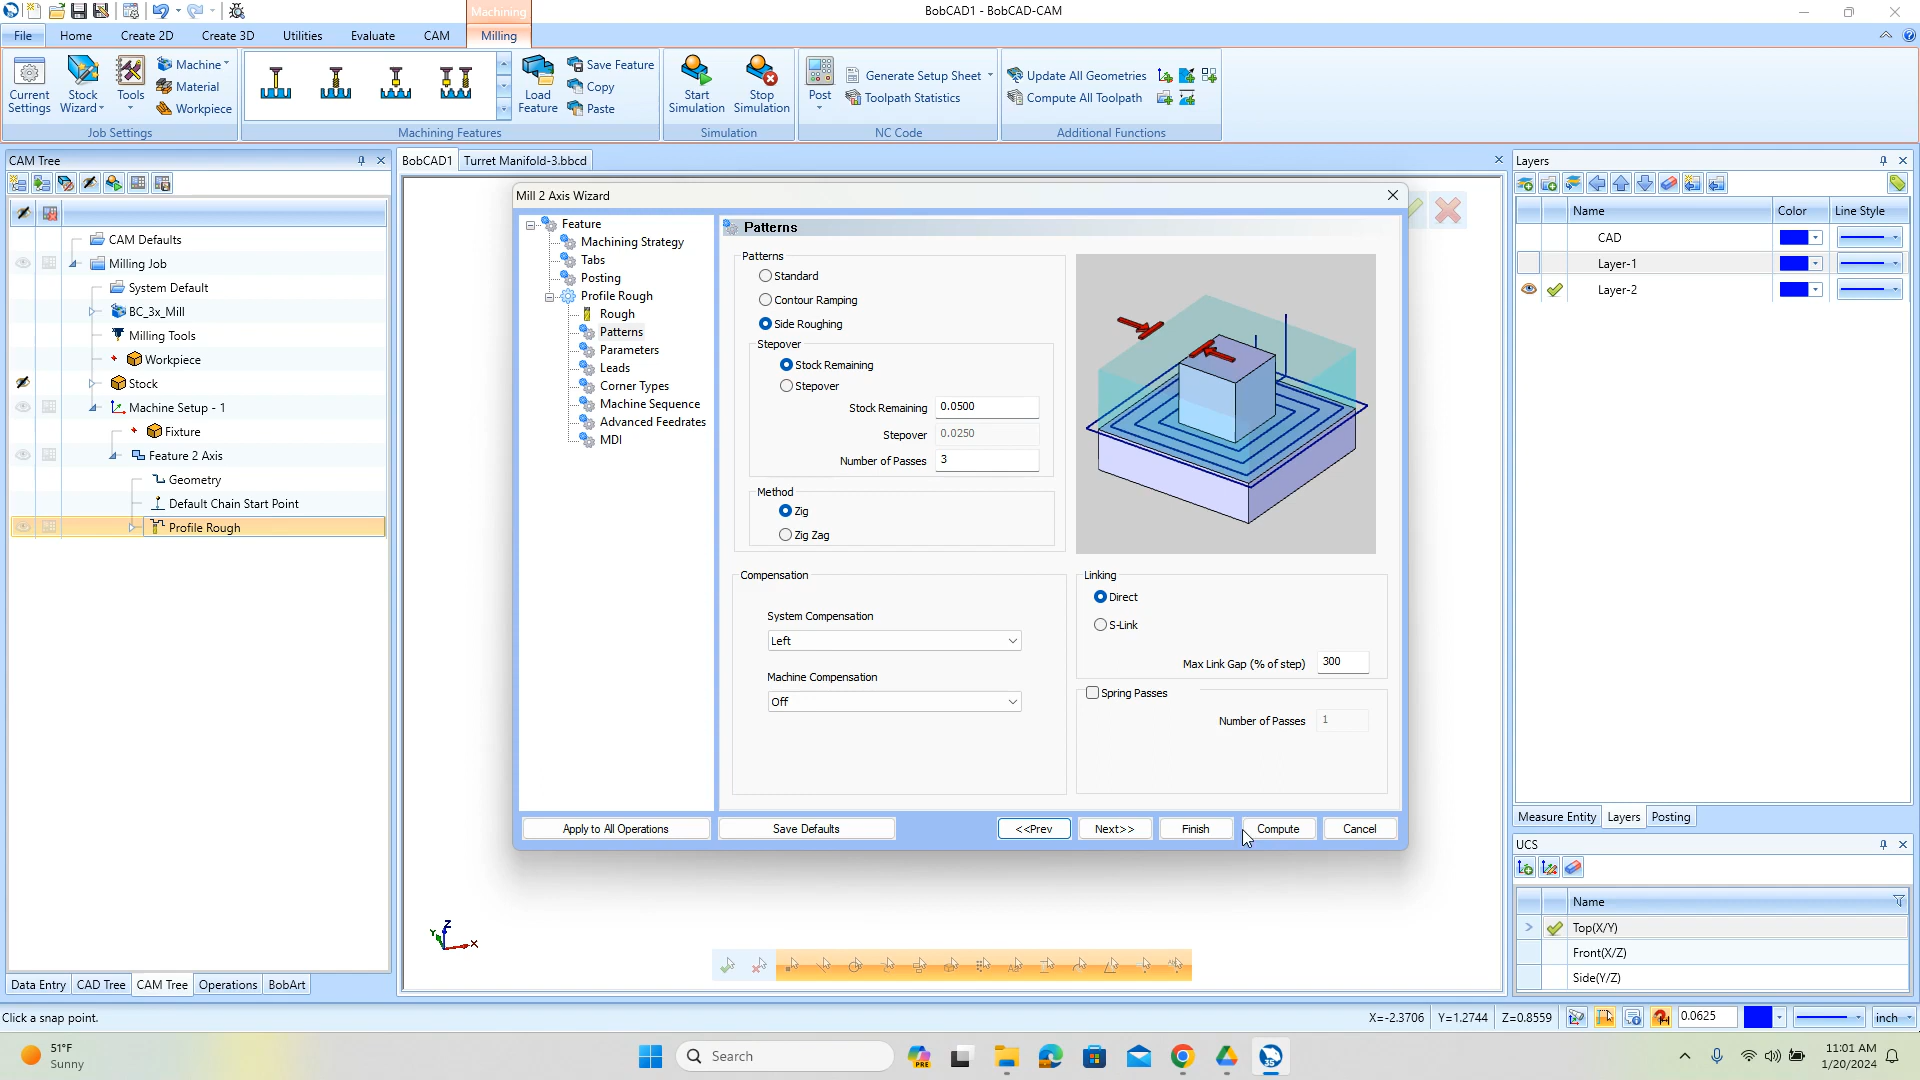 BobCAD1 - BobCAD-CAM
Machining
File Home Create 2D Create 3D Utilities Evaluate CAM Milling
Current Settings
Stock Wizard
Tools
Machine
Material
Workpiece
Job Settings
Load Feature
Save Feature
Copy
Paste
Machining Features
Start Simulation
Stop Simulation
Simulation
Post
Generate Setup Sheet
Toolpath Statistics
NC Code
Update All Geometries
Compute All Toolpath
Additional Functions
CAM Tree
CAM Defaults
Milling Job
System Default
BC_3x_Mill
Milling Tools
Workpiece
Stock
Machine Setup - 1
Fixture
Feature 2 Axis
Geometry
Default Chain Start Point
Profile Rough
Data Entry CAD Tree CAM Tree Operations BobArt
BobCAD1 Turret Manifold-3.bbcd
Mill 2 Axis Wizard
Feature
Machining Strategy
Tabs
Posting
Profile Rough
Rough
Patterns
Parameters
Leads
Corner Types
Machine Sequence
Advanced Feedrates
MDI
Patterns
Patterns
Standard
Contour Ramping
Side Roughing
Stepover
Stock Remaining
Stepover
Stock Remaining 0.0500
Stepover 0.0250
Number of Passes 3
Method
Zig
Zig Zag
Compensation
System Compensation
Left
Machine Compensation
Off
Linking
Direct
S-Link
Max Link Gap (% of step) 300
Spring Passes
Number of Passes 1
Apply to All Operations Save Defaults <<Prev Next>> Finish Compute Cancel
Z
Y
X
Layers
Name Color Line Style
CAD
Layer-1
Layer-2
Measure Entity Layers Posting
UCS
Name
Top(X/Y)
Front(X/Z)
Side(Y/Z)
Click a snap point.
X=-2.3706 Y=1.2744 Z=0.8559 0.0625 inch
51°F
Sunny
Search
PRE
35
11:01 AM
1/20/2024